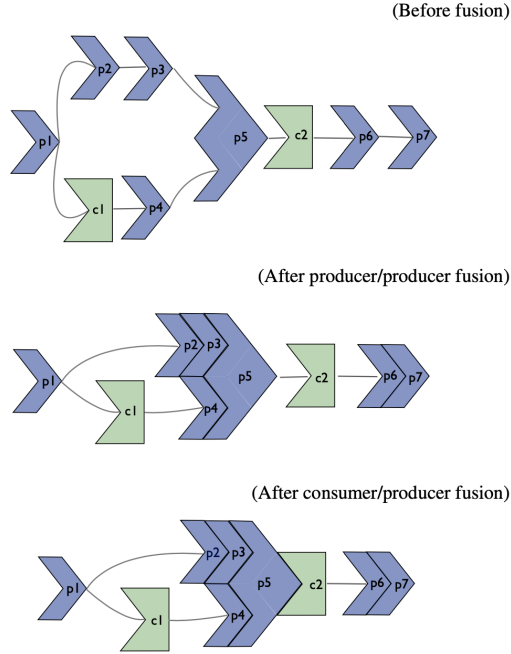 (Before fusion)
p2 p3
p1 p5 c2 p6 p7
c1 p4
(After producer/producer fusion)
p2 p3
p1 p5 c2 p6 p7
c1 p4
(After consumer/producer fusion)
p2 p3
p1 p5 c2 p6 p7
c1 p4